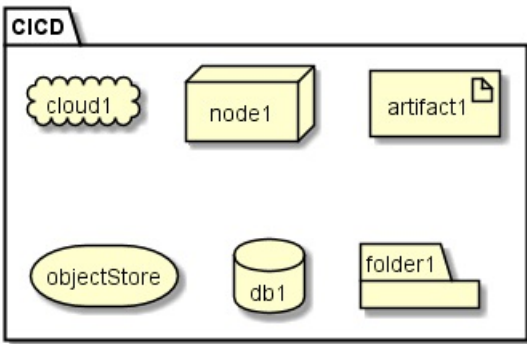 CICD
cloud1
node1
artifact1
objectStore
db1
folder1